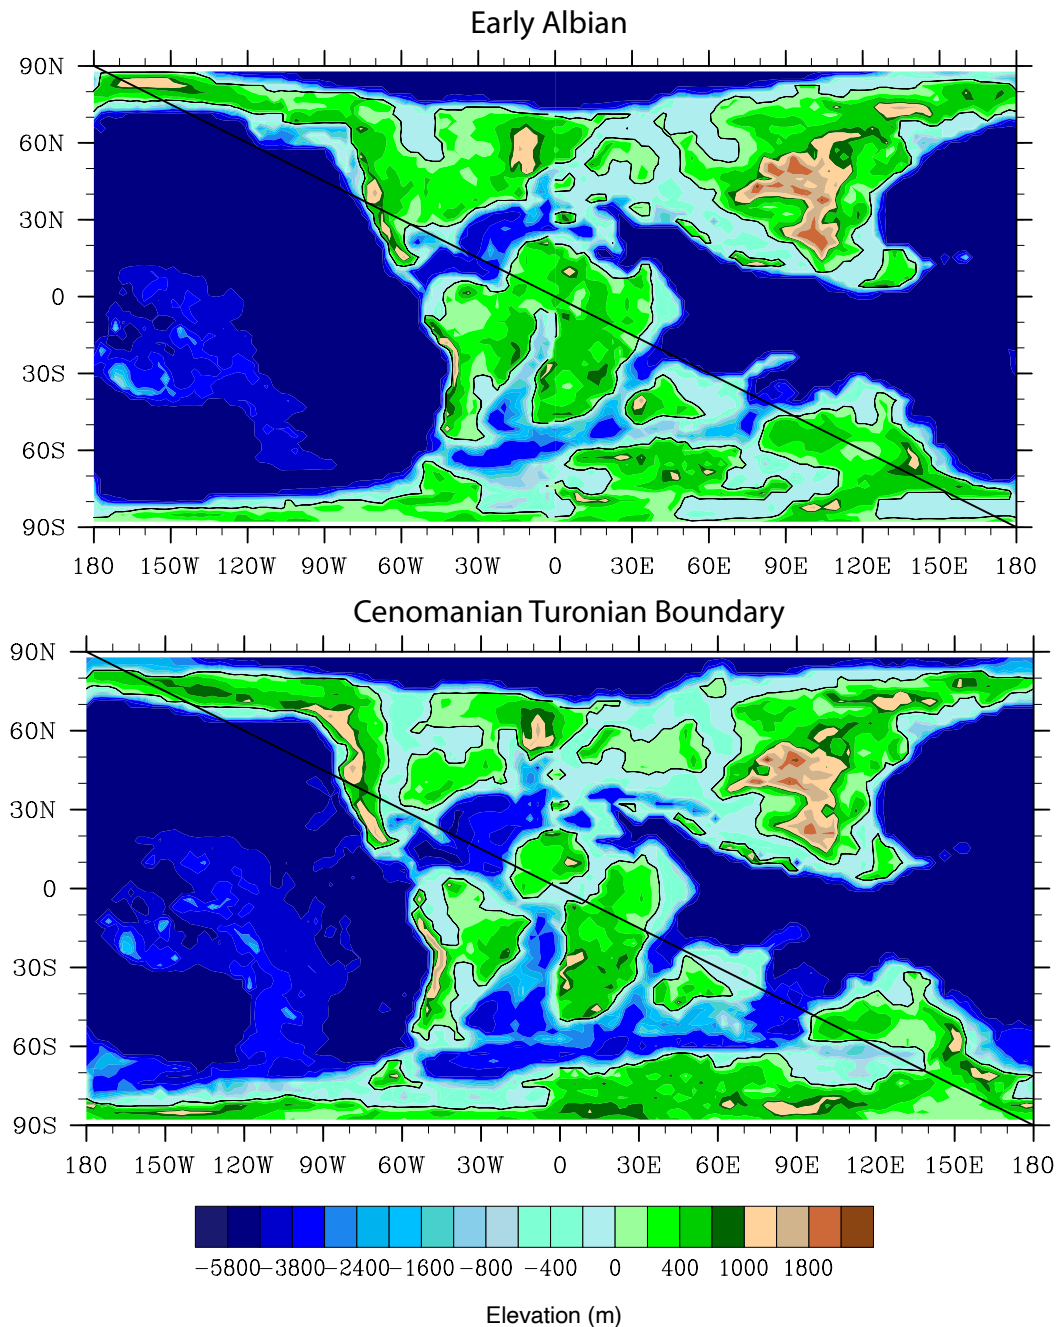 Early Albian
90N
60N
30N
0
30S
60S
90S
180 150W 120W 90W 60W 30W 0 30E 60E 90E 120E 150E 180
Cenomanian Turonian Boundary
90N
60N
30N
0
30S
60S
90S
180 150W 120W 90W 60W 30W 0 30E 60E 90E 120E 150E 180
−5800 −3800 −2400 −1600 −800 −400 0 400 1000 1800
Elevation (m)